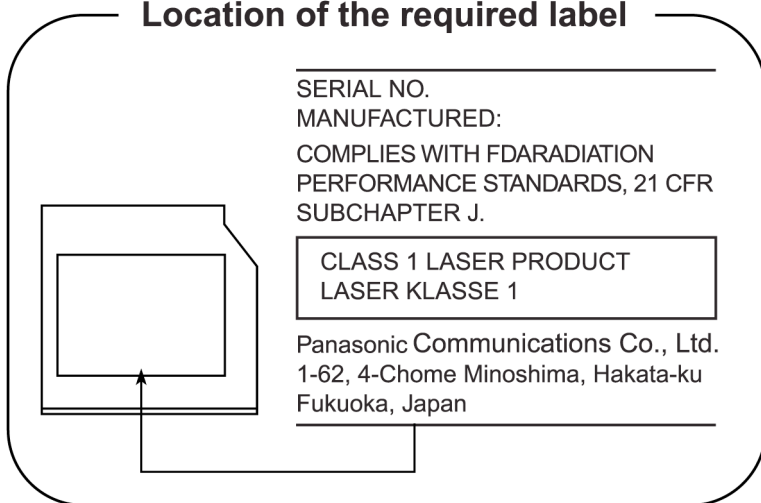 Location of the required label
SERIAL NO.
MANUFACTURED:
COMPLIES WITH FDARADIATION
PERFORMANCE STANDARDS, 21 CFR
SUBCHAPTER J.
CLASS 1 LASER PRODUCT
LASER KLASSE 1
Panasonic Communications Co., Ltd.
1-62, 4-Chome Minoshima, Hakata-ku
Fukuoka, Japan